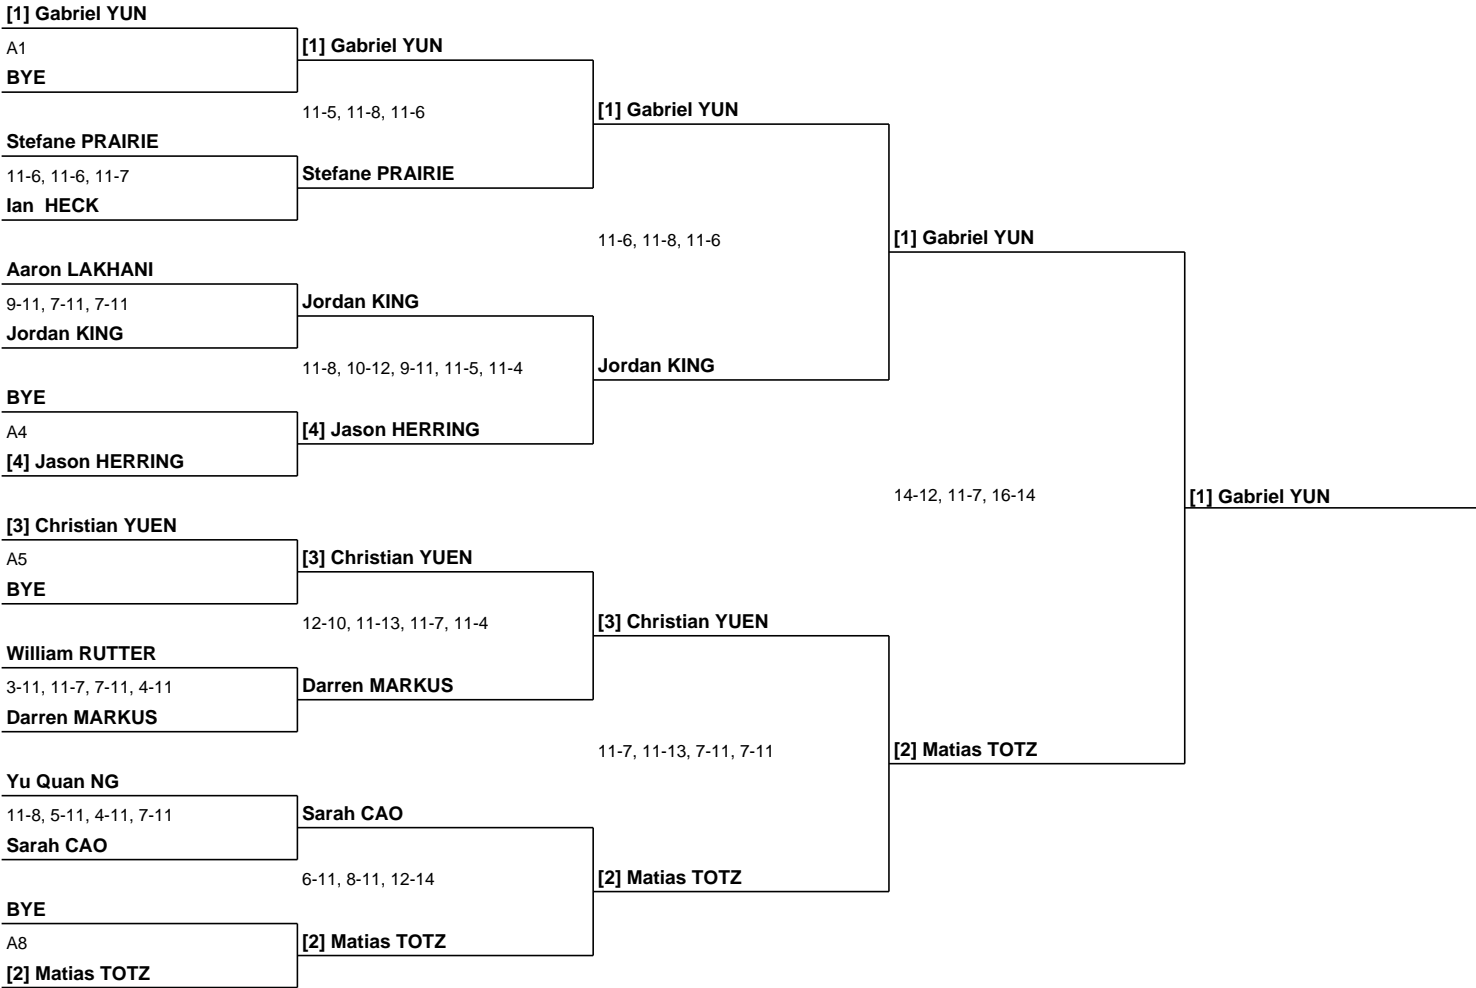 [1] Gabriel YUN
A1
BYE
Stefane PRAIRIE
11-6, 11-6, 11-7
Ian  HECK
Aaron LAKHANI
9-11, 7-11, 7-11
Jordan KING
BYE
A4
[4] Jason HERRING
[3] Christian YUEN
A5
BYE
William RUTTER
3-11, 11-7, 7-11, 4-11
Darren MARKUS
Yu Quan NG
11-8, 5-11, 4-11, 7-11
Sarah CAO
BYE
A8
[2] Matias TOTZ
[1] Gabriel YUN
11-5, 11-8, 11-6
Stefane PRAIRIE
Jordan KING
11-8, 10-12, 9-11, 11-5, 11-4
[4] Jason HERRING
[3] Christian YUEN
12-10, 11-13, 11-7, 11-4
Darren MARKUS
Sarah CAO
6-11, 8-11, 12-14
[2] Matias TOTZ
[1] Gabriel YUN
11-6, 11-8, 11-6
Jordan KING
[3] Christian YUEN
11-7, 11-13, 7-11, 7-11
[2] Matias TOTZ
[1] Gabriel YUN
14-12, 11-7, 16-14
[2] Matias TOTZ
[1] Gabriel YUN